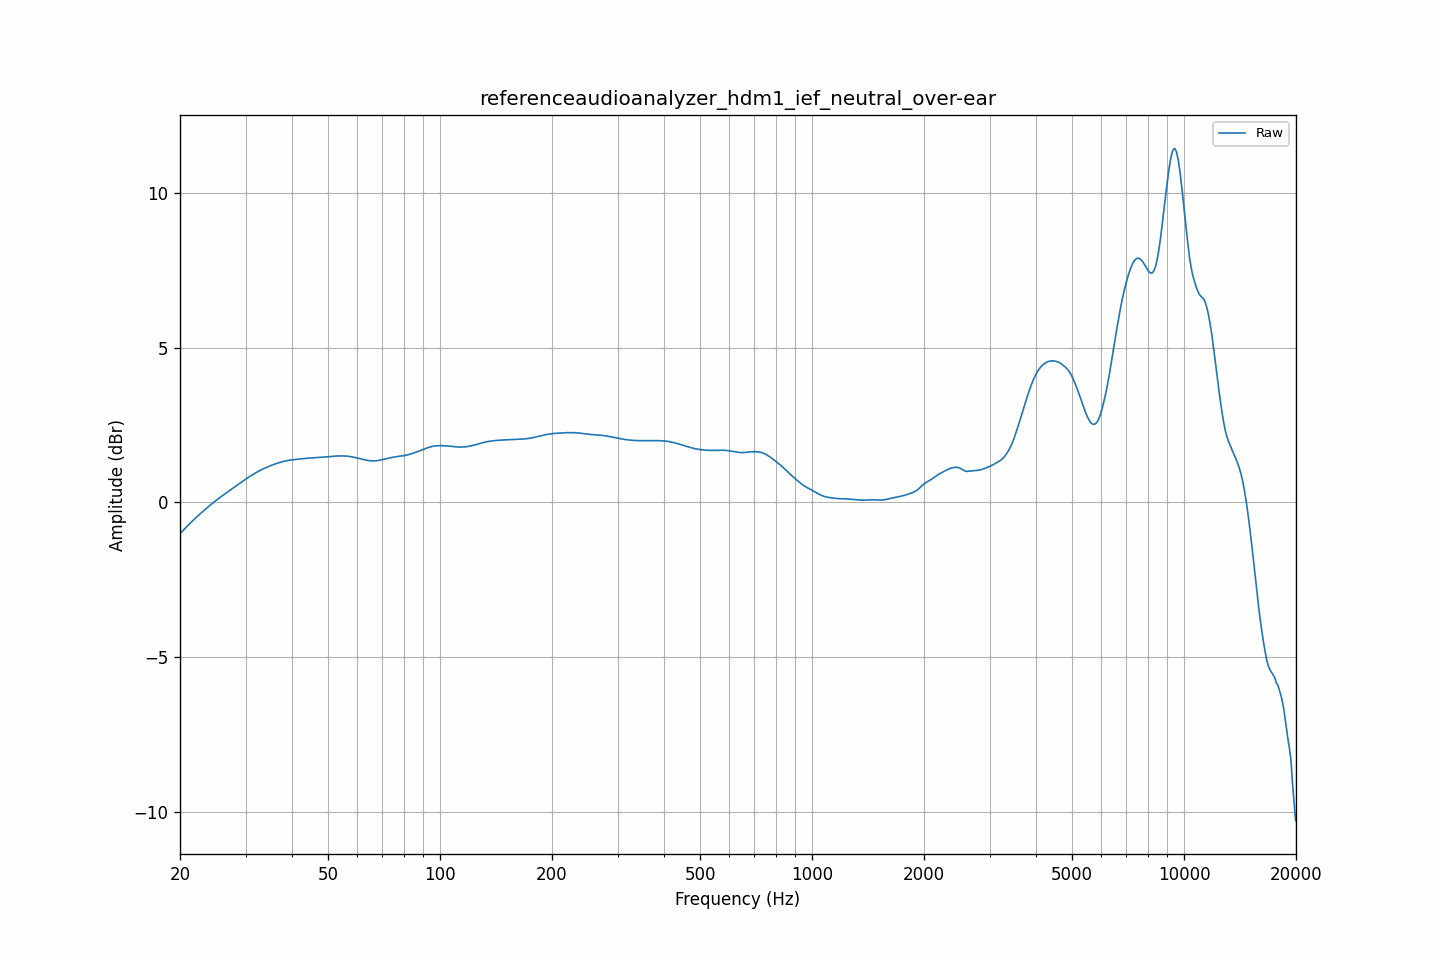 referenceaudioanalyzer_hdm1_ief_neutral_over-ear
Raw
Amplitude (dBr)
10
5
0
−5
−10
20 50 100 200 500 1000 2000 5000 10000 20000
Frequency (Hz)